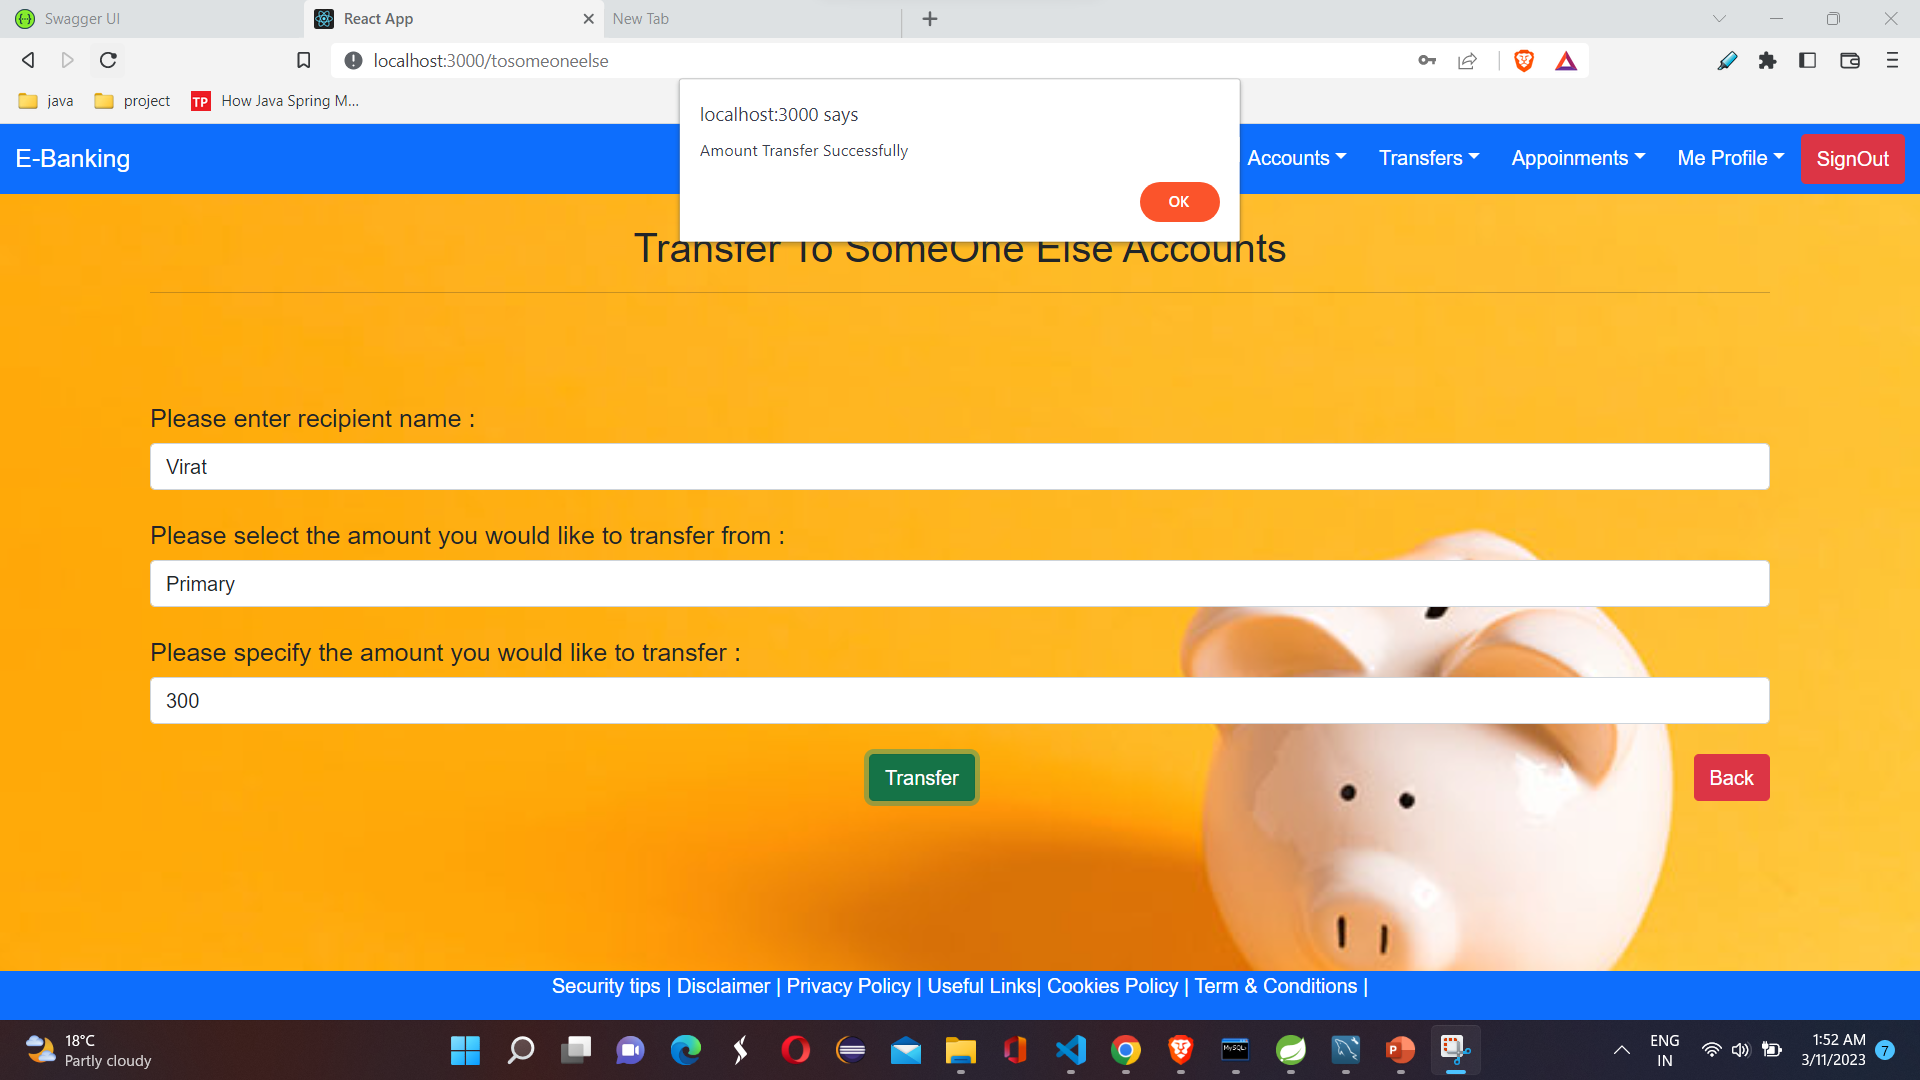 Swagger UI
React App
New Tab
localhost:3000/tosomeoneelse
java
project
TP
How Java Spring M...
localhost:3000 says
Amount Transfer Successfully
OK
E-Banking
Accounts
Transfers
Appoinments
Me Profile
SignOut
Transfer To SomeOne Else Accounts
Please enter recipient name :
Virat
Please select the amount you would like to transfer from :
Primary
Please specify the amount you would like to transfer :
300
Transfer
Back
Security tips | Disclaimer | Privacy Policy | Useful Links| Cookies Policy | Term & Conditions |
18°C
Partly cloudy
MySQL
P
ENG
IN
1:52 AM
3/11/2023
7